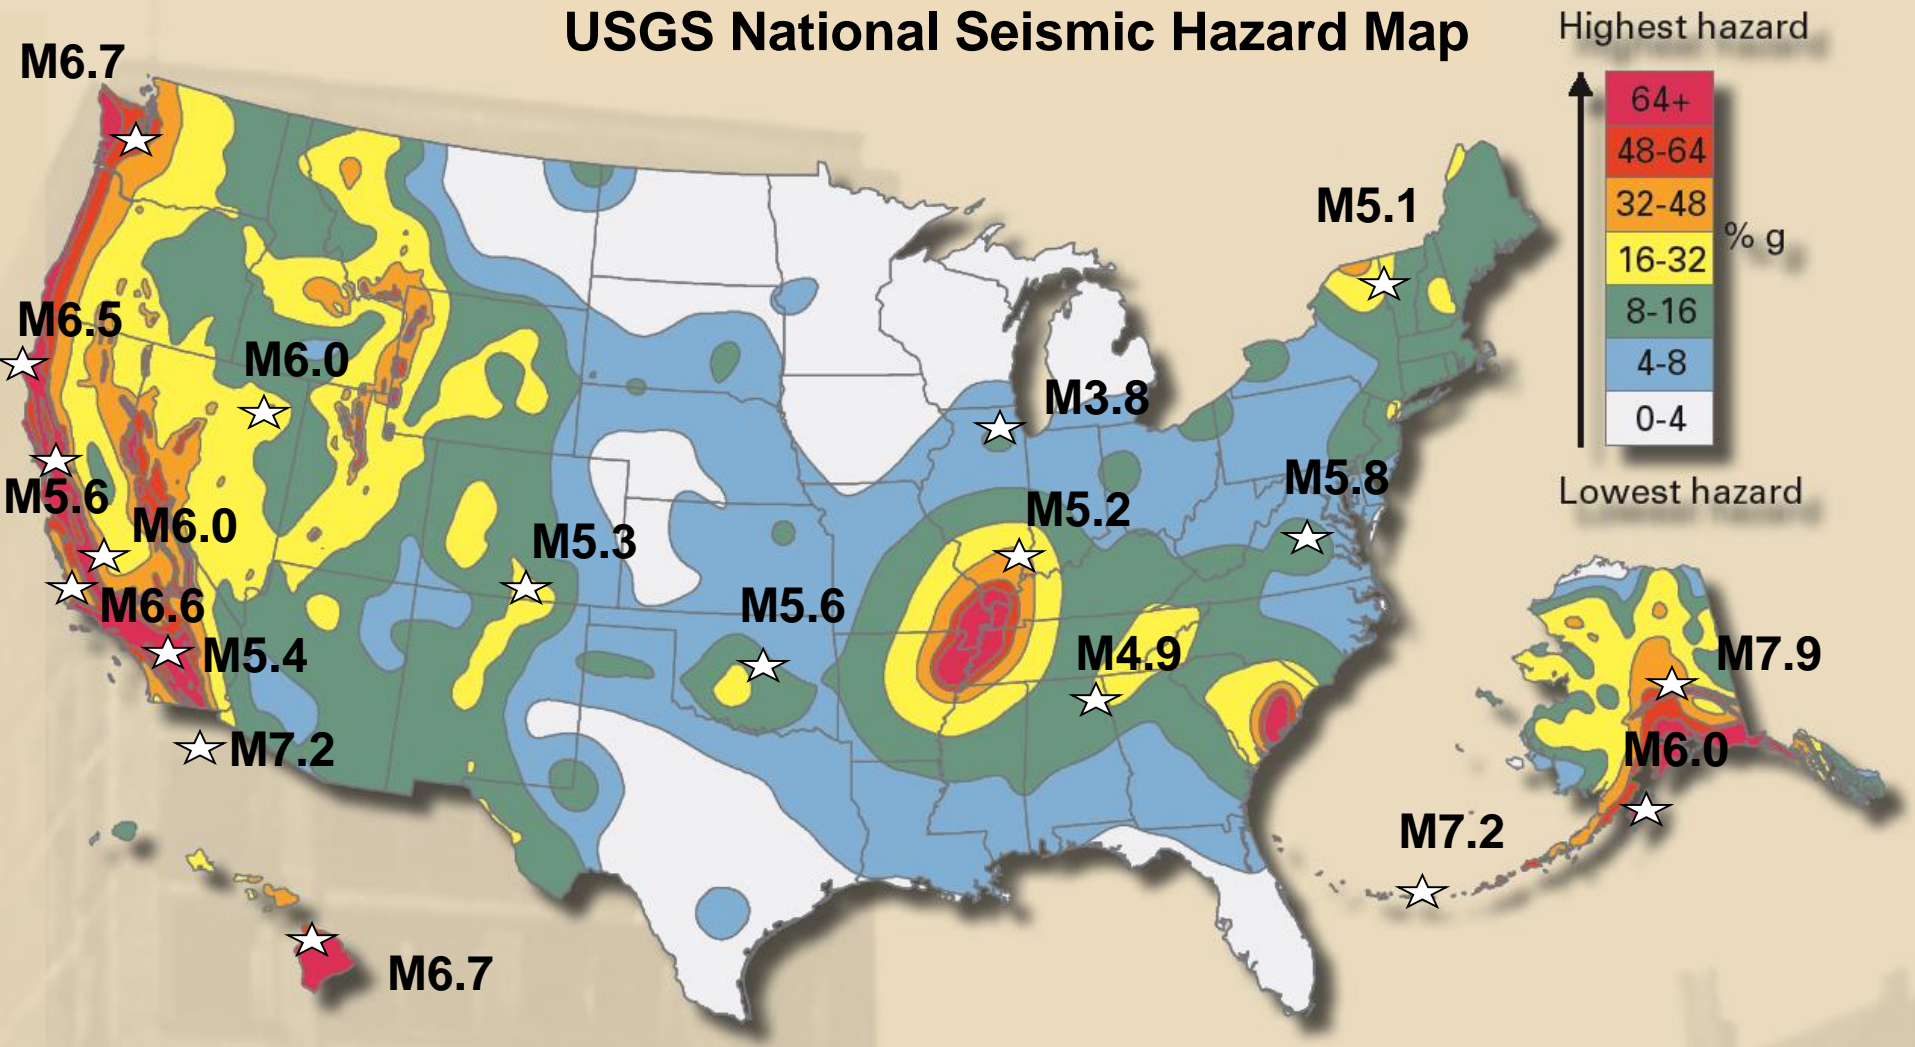 USGS National Seismic Hazard Map
Highest hazard
64+
48-64
32-48
16-32
8-16
4-8
0-4
% g
Lowest hazard
M6.7
M5.1
M6.5
M6.0
M3.8
M5.6
M5.8
M6.0
M5.2
M5.3
M6.6
M5.6
M5.4
M4.9
M7.9
M7.2
M6.0
M7.2
M6.7